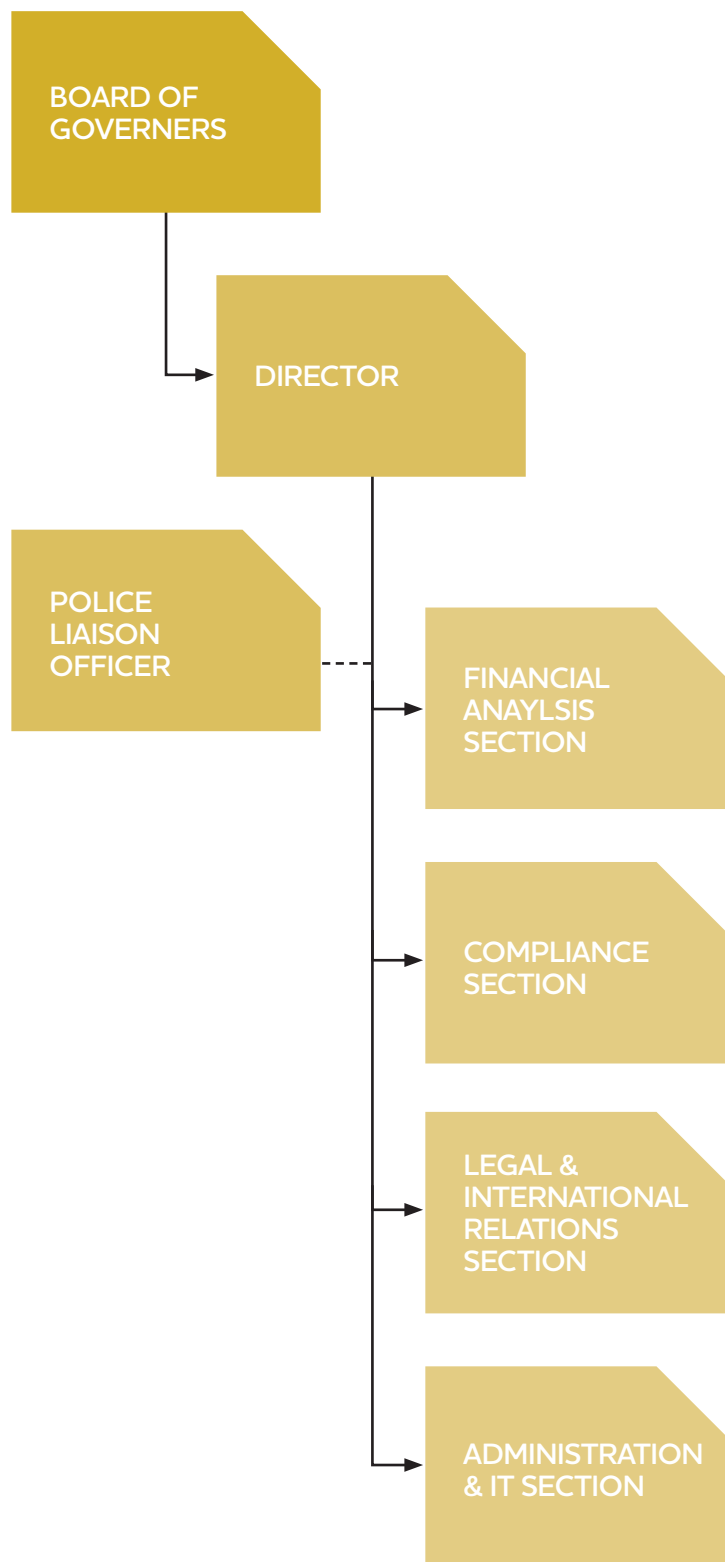 BOARD OF
GOVERNERS
DIRECTOR
POLICE
LIAISON
OFFICER
FINANCIAL
ANAYLSIS
SECTION
COMPLIANCE
SECTION
LEGAL &
INTERNATIONAL
RELATIONS
SECTION
ADMINISTRATION
& IT SECTION